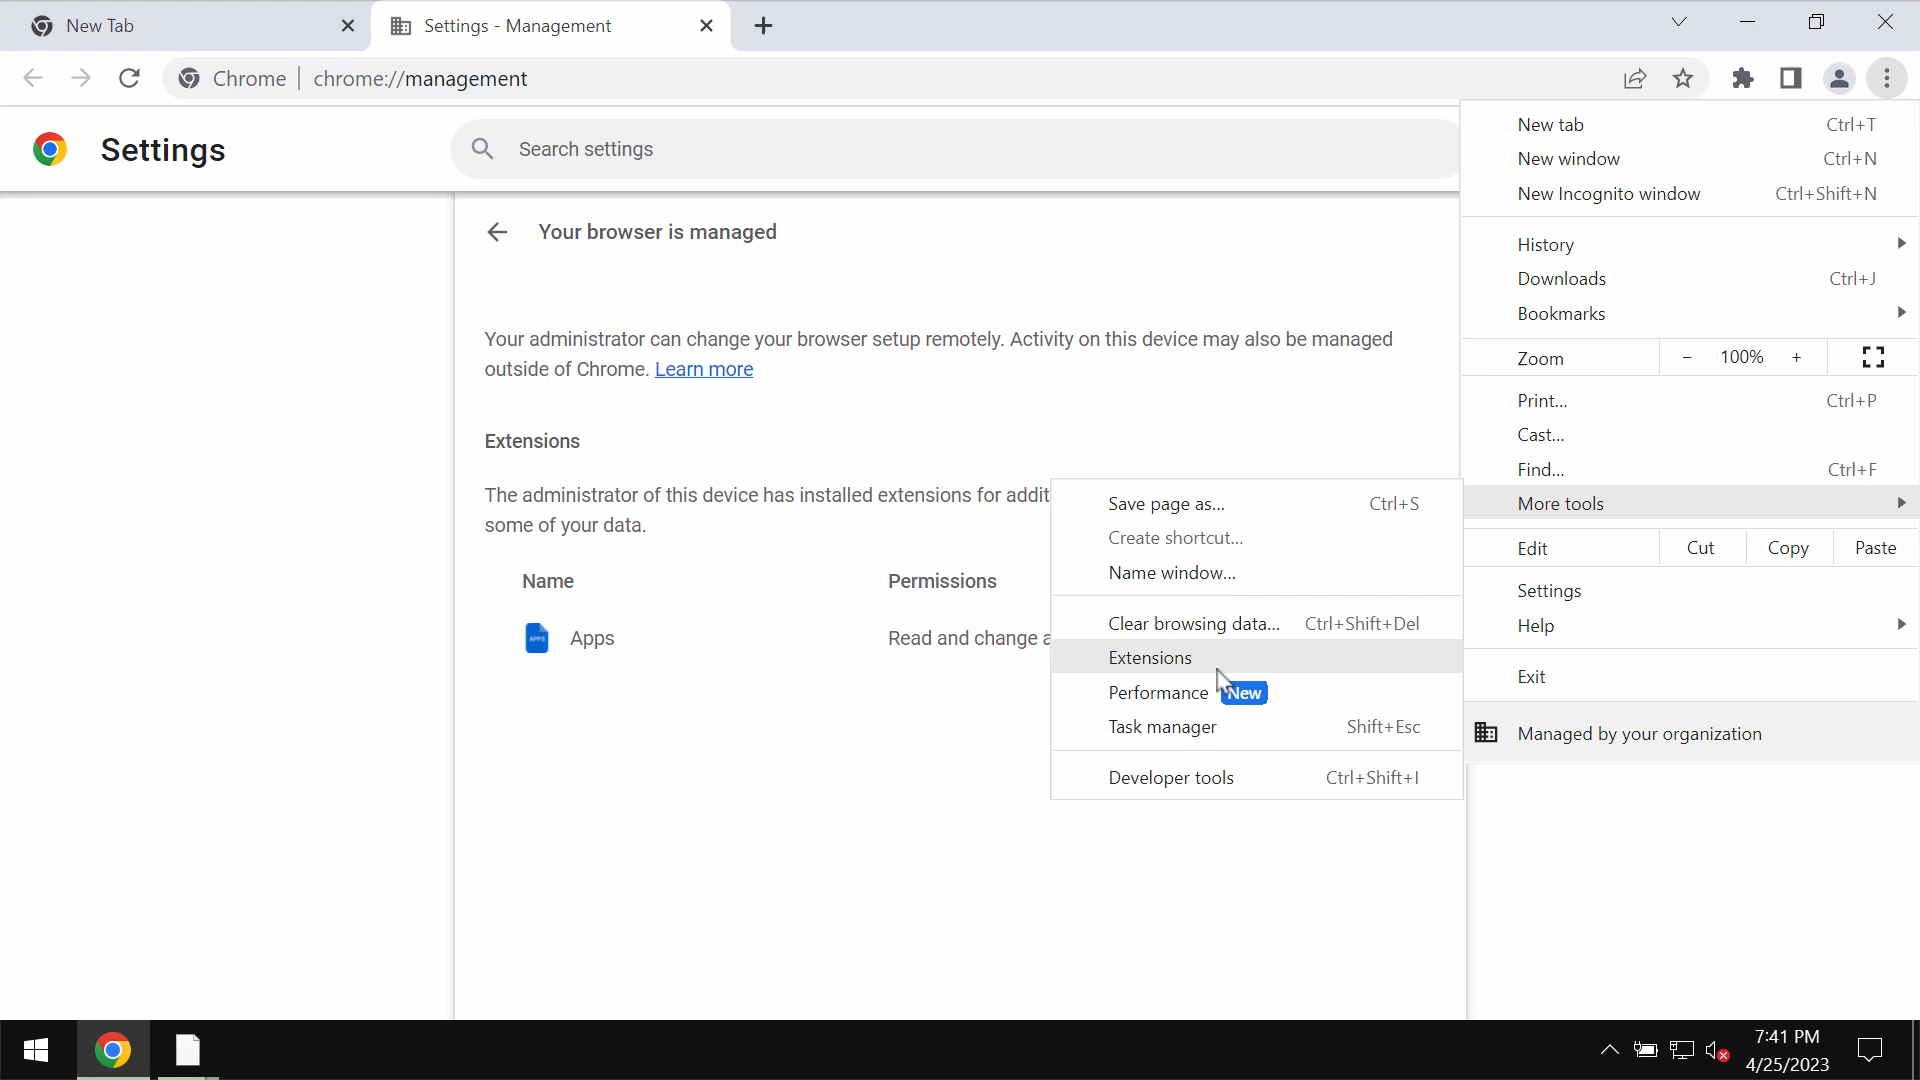 New Tab
Settings - Management
Chrome
chrome://management
Settings
Search settings
Your browser is managed
Your administrator can change your browser setup remotely. Activity on this device may also be managed
outside of Chrome. Learn more
Extensions
The administrator of this device has installed extensions for addit
some of your data.
Name
Permissions
APPS
Apps
Read and change a
New tab Ctrl+T
New window Ctrl+N
New Incognito window Ctrl+Shift+N
History
Downloads Ctrl+J
Bookmarks
Zoom - 100% +
Print... Ctrl+P
Cast...
Find... Ctrl+F
More tools
Edit Cut Copy Paste
Settings
Help
Exit
Managed by your organization
Save page as... Ctrl+S
Create shortcut...
Name window...
Clear browsing data... Ctrl+Shift+Del
Extensions
Performance New
Task manager Shift+Esc
Developer tools Ctrl+Shift+I
7:41 PM
4/25/2023